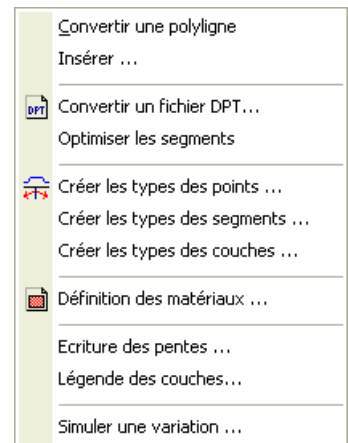 Convertir une polyligne
Insérer ...
DPT
Convertir un fichier DPT...
Optimiser les segments
Créer les types des points ...
Créer les types des segments ...
Créer les types des couches ...
Définition des matériaux ...
Ecriture des pentes ...
Légende des couches...
Simuler une variation ...